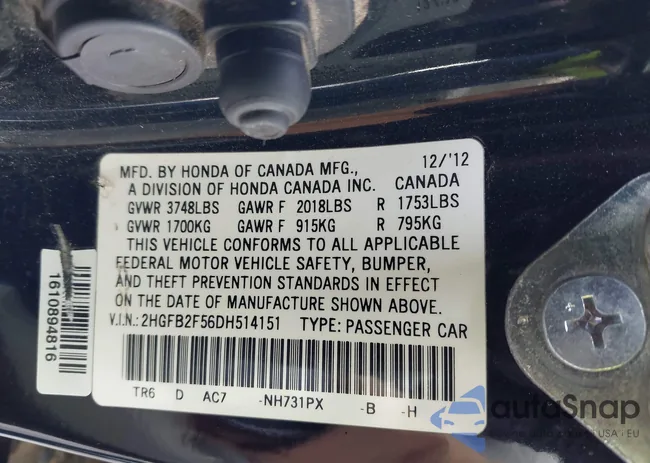 MFD. BY HONDA OF CANADA MFG., 12/'12
A DIVISION OF HONDA CANADA INC. CANADA
GVWR 3748LBS GAWR F 2018LBS R 1753LBS
GVWR 1700KG GAWR F 915KG R 795KG
THIS VEHICLE CONFORMS TO ALL APPLICABLE
FEDERAL MOTOR VEHICLE SAFETY, BUMPER,
AND THEFT PREVENTION STANDARDS IN EFFECT
ON THE DATE OF MANUFACTURE SHOWN ABOVE.
V.I.N.:2HGFB2F56DH514151 TYPE: PASSENGER CAR
TR6 D AC7 -NH731PX -B -H
1610894816
autoSnap